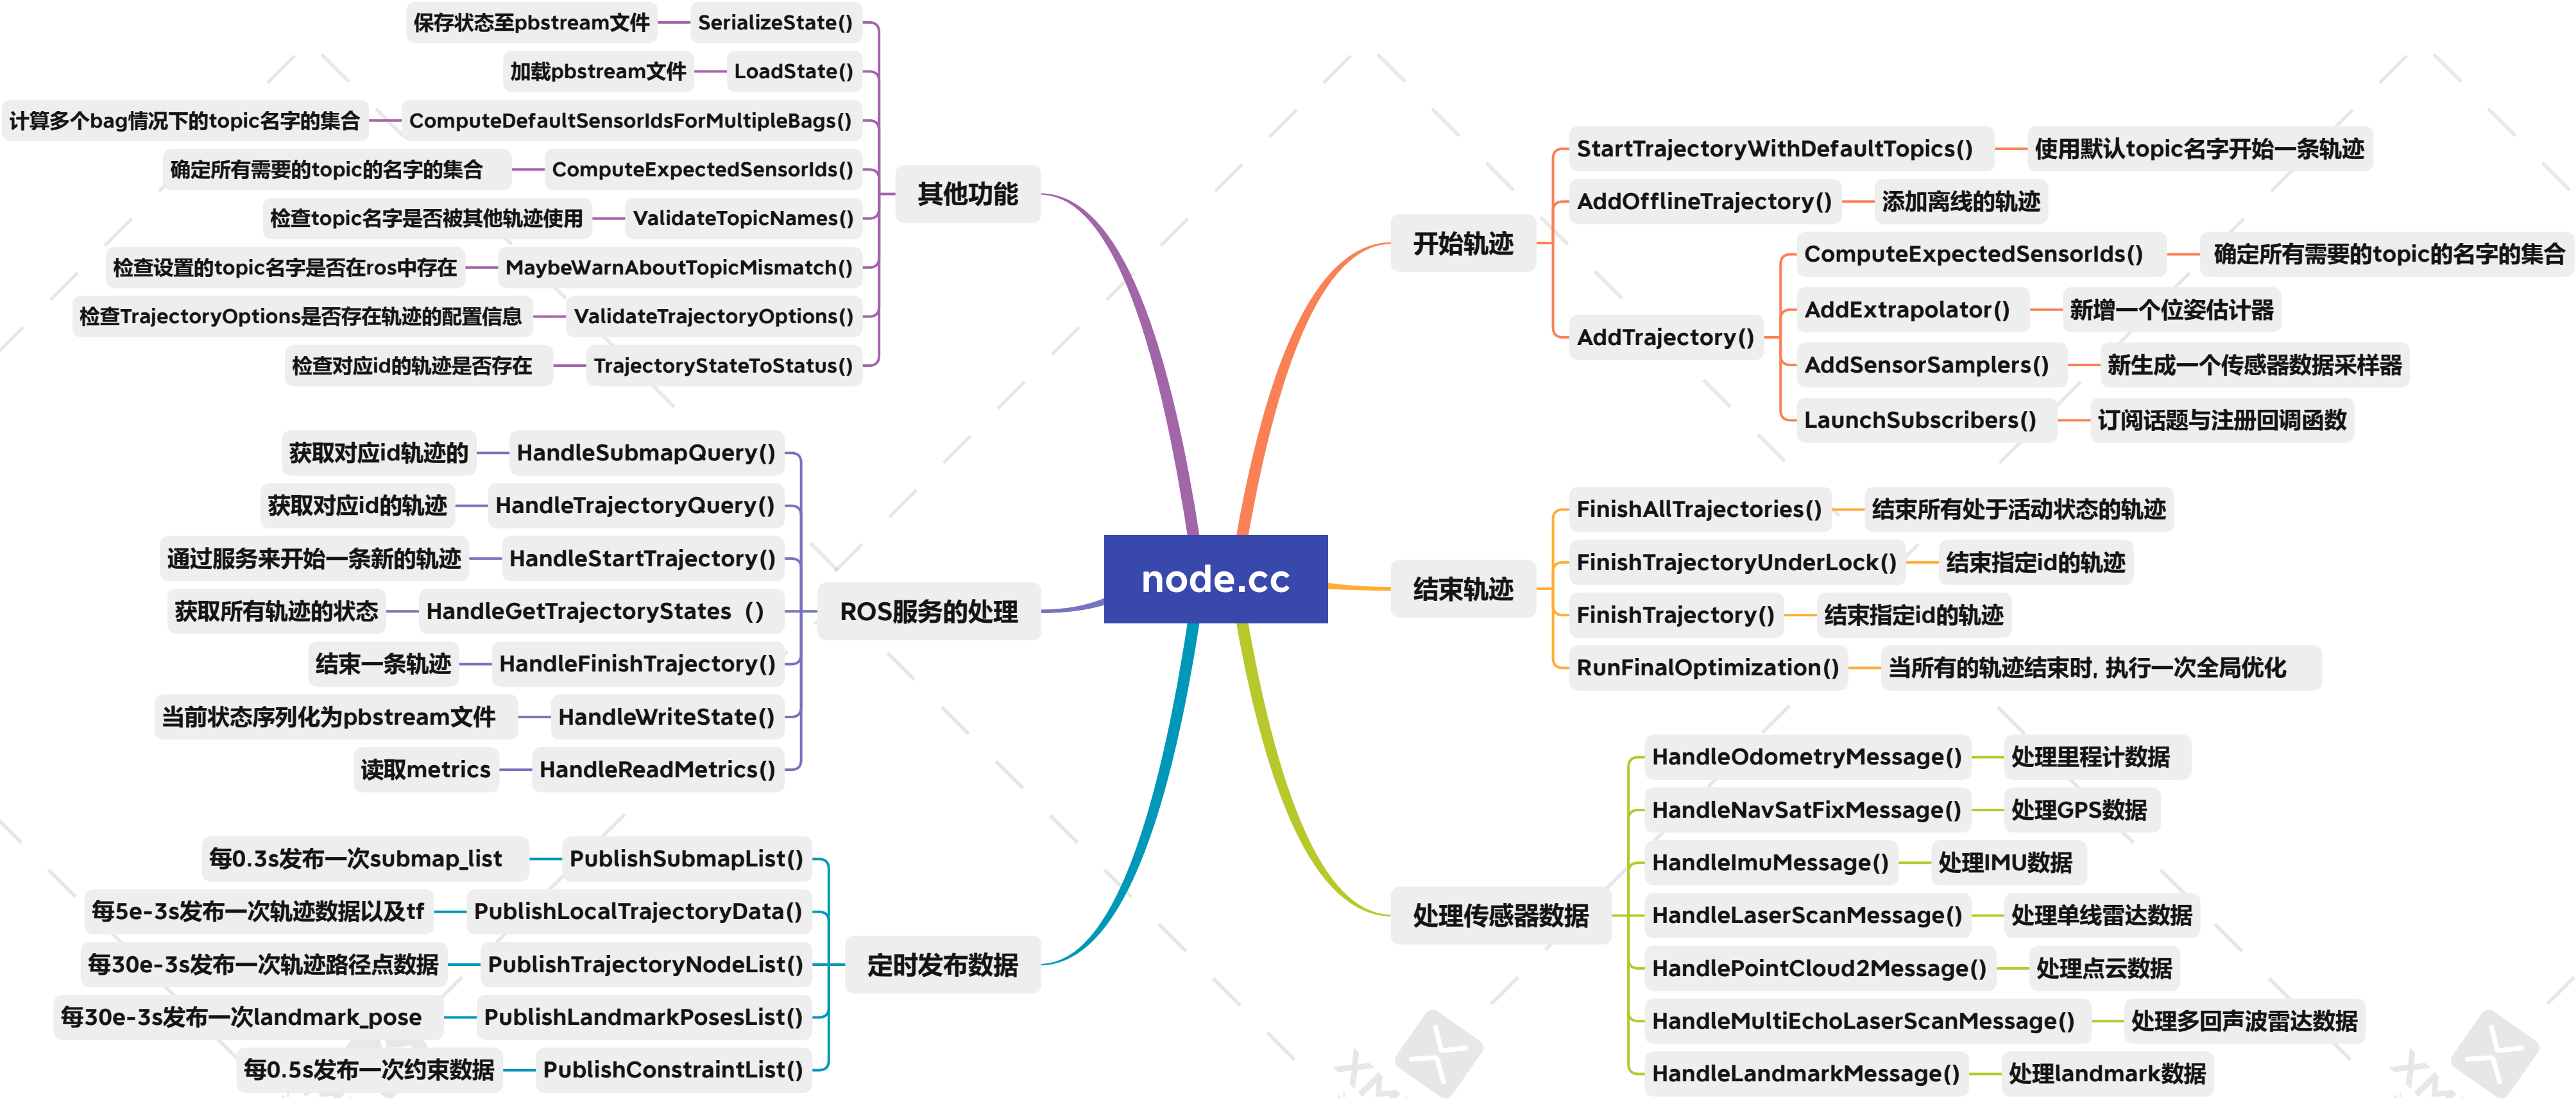 node.cc
开始轨迹
StartTrajectoryWithDefaultTopics()
使用默认topic名字开始一条轨迹
AddOfflineTrajectory()
添加离线的轨迹
AddTrajectory()
ComputeExpectedSensorIds()
确定所有需要的topic的名字的集合
AddExtrapolator()
新增一个位姿估计器
AddSensorSamplers()
新生成一个传感器数据采样器
LaunchSubscribers()
订阅话题与注册回调函数
结束轨迹
FinishAllTrajectories()
结束所有处于活动状态的轨迹
FinishTrajectoryUnderLock()
结束指定id的轨迹
FinishTrajectory()
结束指定id的轨迹
RunFinalOptimization()
当所有的轨迹结束时, 执行一次全局优化
处理传感器数据
HandleOdometryMessage()
处理里程计数据
HandleNavSatFixMessage()
处理GPS数据
HandleImuMessage()
处理IMU数据
HandleLaserScanMessage()
处理单线雷达数据
HandlePointCloud2Message()
处理点云数据
HandleMultiEchoLaserScanMessage()
处理多回声波雷达数据
HandleLandmarkMessage()
处理landmark数据
其他功能
SerializeState()
保存状态至pbstream文件
LoadState()
加载pbstream文件
ComputeDefaultSensorIdsForMultipleBags()
计算多个bag情况下的topic名字的集合
ComputeExpectedSensorIds()
确定所有需要的topic的名字的集合
ValidateTopicNames()
检查topic名字是否被其他轨迹使用
MaybeWarnAboutTopicMismatch()
检查设置的topic名字是否在ros中存在
ValidateTrajectoryOptions()
检查TrajectoryOptions是否存在轨迹的配置信息
TrajectoryStateToStatus()
检查对应id的轨迹是否存在
ROS服务的处理
HandleSubmapQuery()
获取对应id轨迹的
HandleTrajectoryQuery()
获取对应id的轨迹
HandleStartTrajectory()
通过服务来开始一条新的轨迹
HandleGetTrajectoryStates（）
获取所有轨迹的状态
HandleFinishTrajectory()
结束一条轨迹
HandleWriteState()
当前状态序列化为pbstream文件
HandleReadMetrics()
读取metrics
定时发布数据
PublishSubmapList()
每0.3s发布一次submap_list
PublishLocalTrajectoryData()
每5e-3s发布一次轨迹数据以及tf
PublishTrajectoryNodeList()
每30e-3s发布一次轨迹路径点数据
PublishLandmarkPosesList()
每30e-3s发布一次landmark_pose
PublishConstraintList()
每0.5s发布一次约束数据